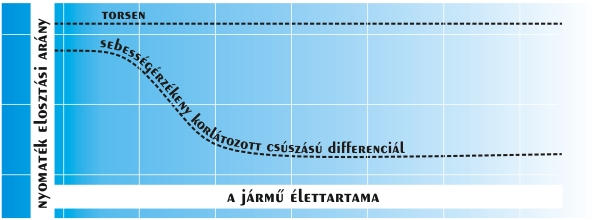 TORSEN
SEBESSÉGÉRZÉKENY KORLÁTOZOTT CSÚSZÁSÚ DIFFERENCIÁL
NYOMATÉK ELOSZTÁSI ARÁNY
A JÁRMŰ ÉLETTARTAMA